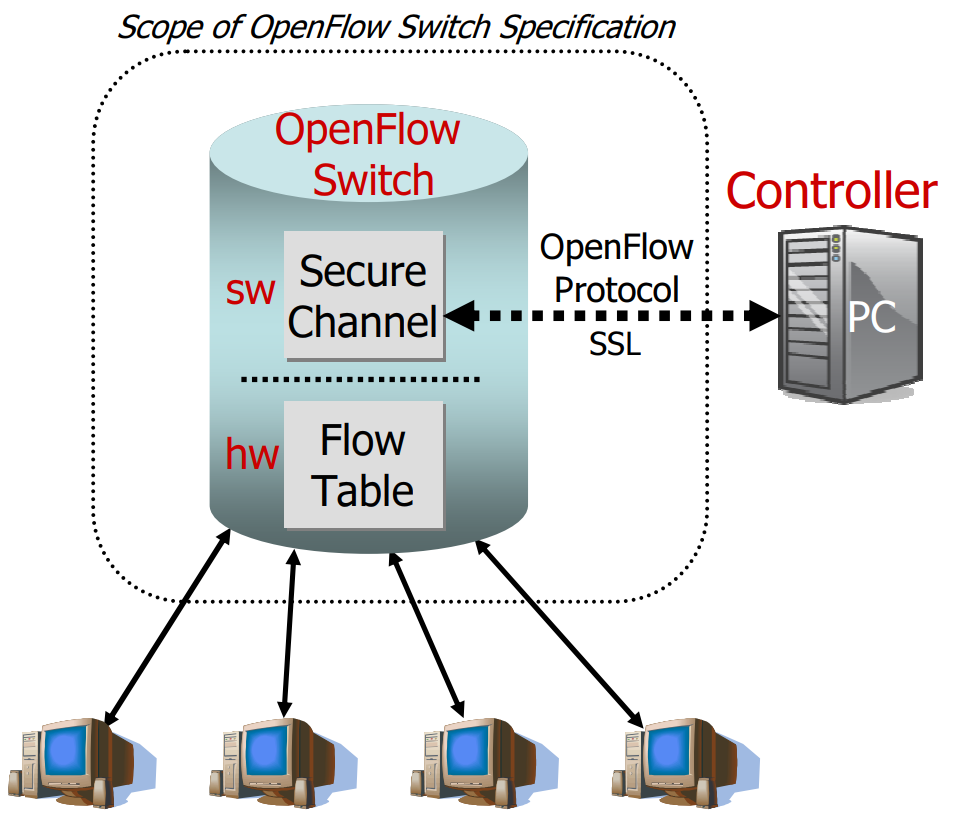 Scope of OpenFlow Switch Specification
OpenFlow
Switch
Controller
sw
Secure
Channel
OpenFlow
Protocol
SSL
PC
hw
Flow
Table